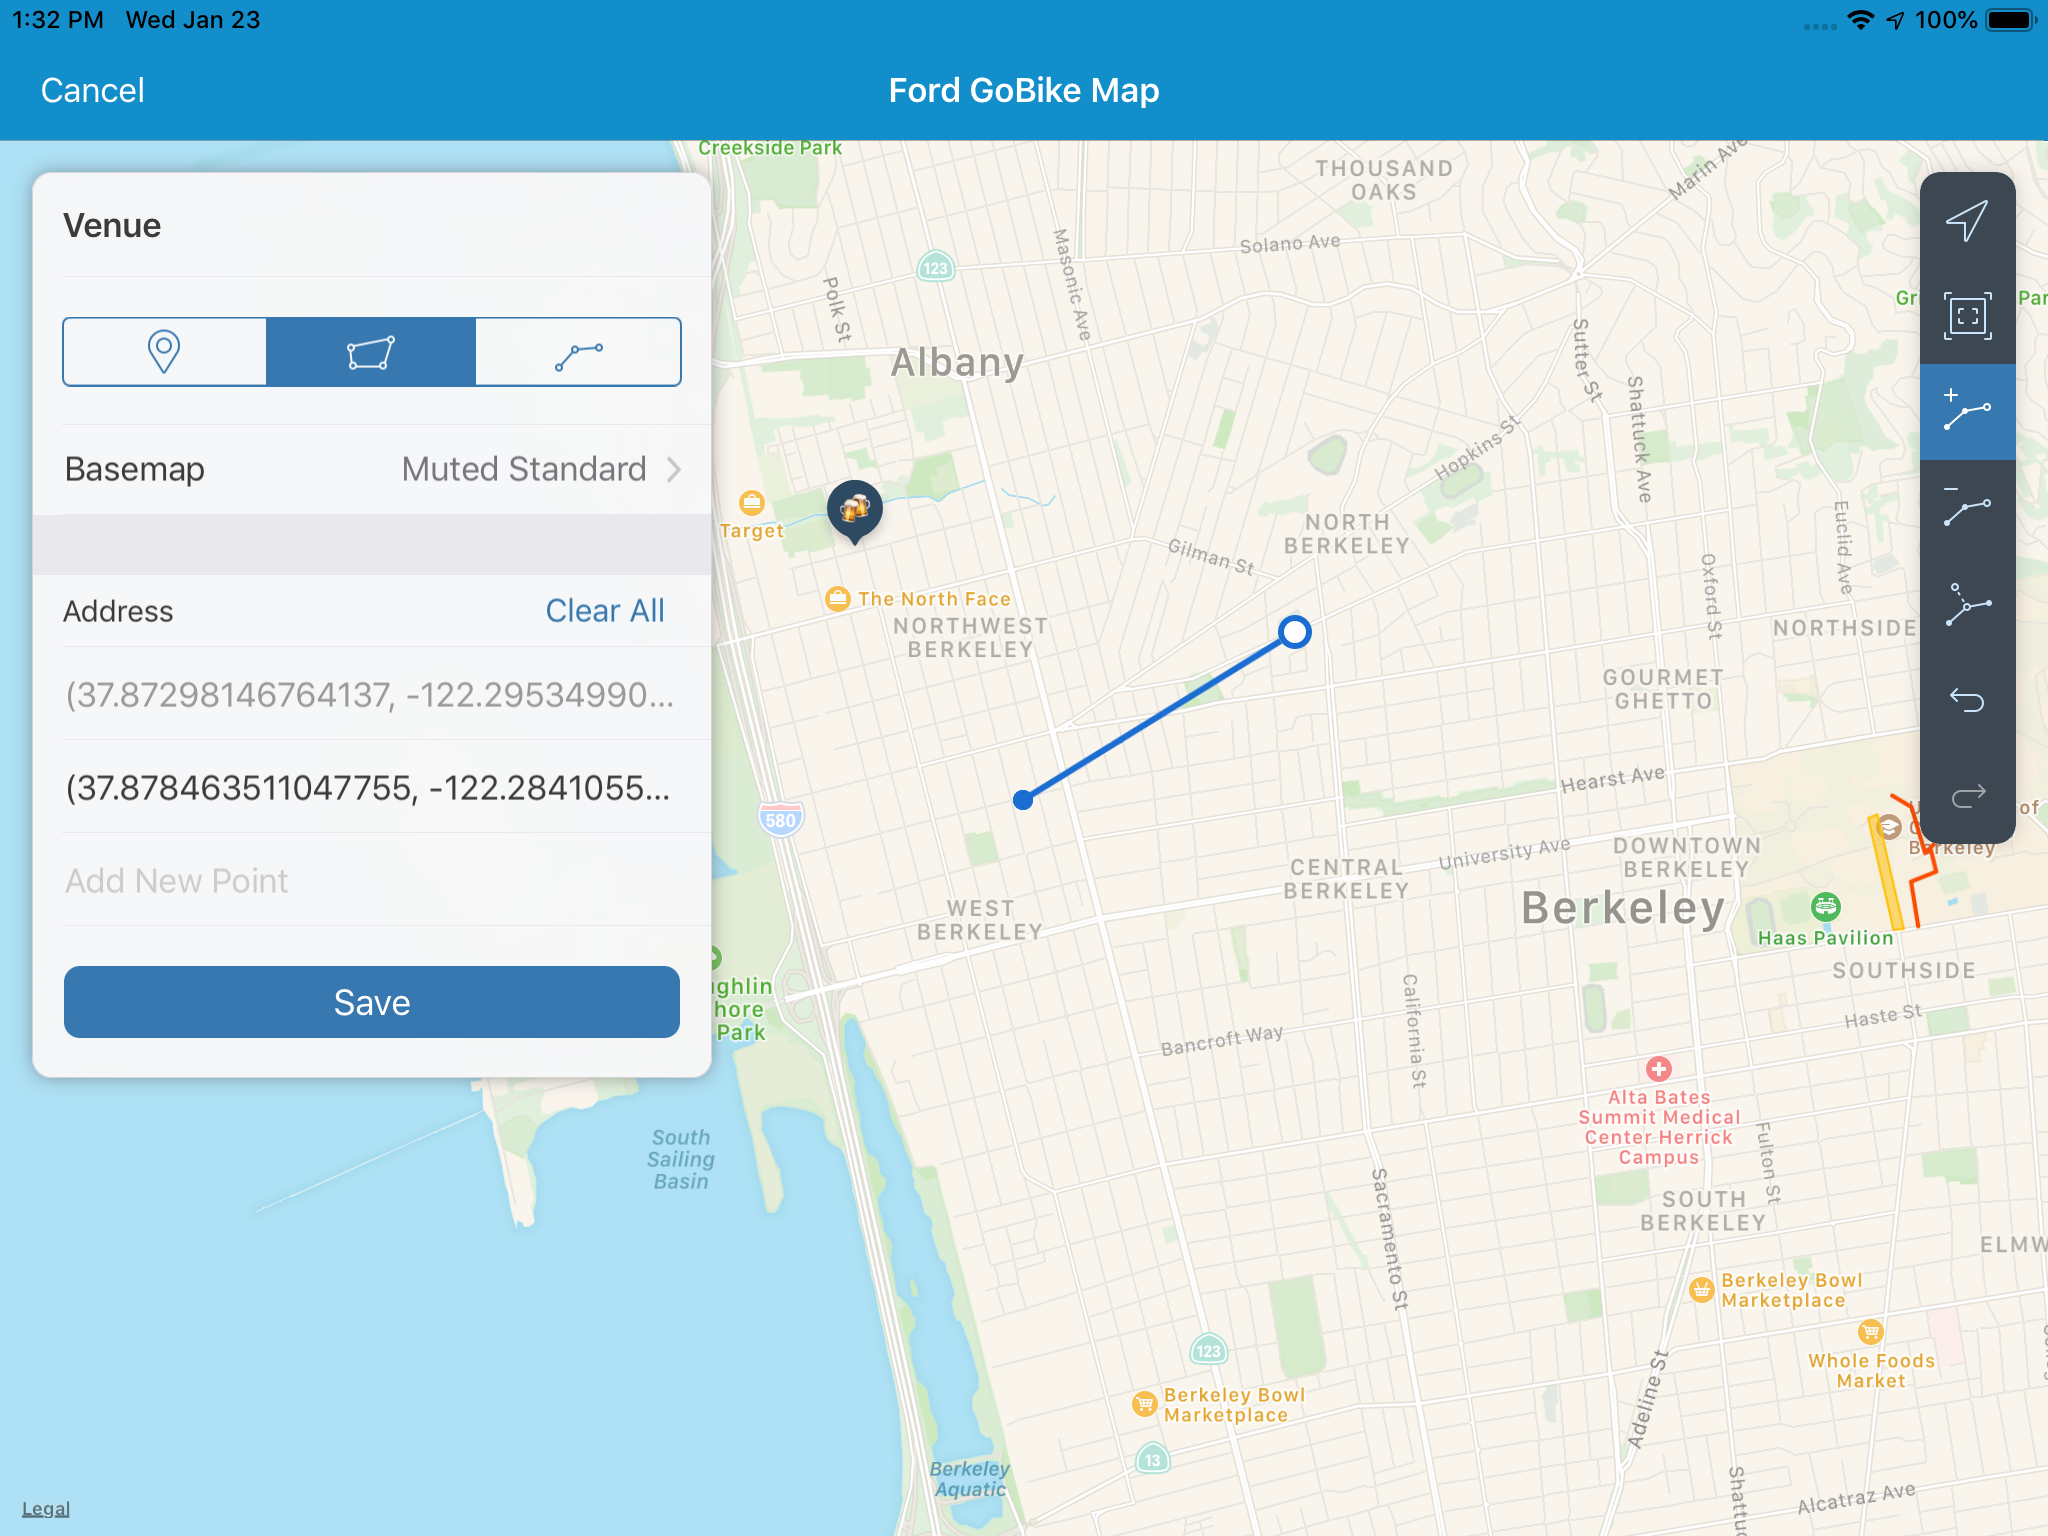 1:32 PM Wed Jan 23
100%
Cancel
Ford GoBike Map
Venue
Basemap
Muted Standard
Address
Clear All
(37.87298146764137, -122.29534990...
(37.878463511047755, -122.2841055...
Add New Point
Save
Creekside Park
THOUSAND
OAKS
Marin Ave
Solano Ave
Masonic Ave
123
Polk St
Albany
Sutter St
Shattuck Ave
Hopkins St
Target
NORTH
BERKELEY
Gilman St
Euclid Ave
Oxford St
The North Face
NORTHWEST
BERKELEY
NORTHSIDE
GOURMET
GHETTO
Hearst Ave
580
University Ave
DOWNTOWN
BERKELEY
CENTRAL
BERKELEY
of
Berkeley
WEST
BERKELEY
Berkeley
Haas Pavilion
SOUTHSIDE
ghlin
hore
Park
California St
Haste St
Bancroft Way
Alta Bates
Summit Medical
Center Herrick
Campus
Fulton St
South
Sailing
Basin
Sacramento St
SOUTH
BERKELEY
ELMW
Berkeley Bowl
Marketplace
123
Whole Foods
Market
Adeline St
Berkeley Bowl
Marketplace
13
Berkeley
Aquatic
Shattuc
Alcatraz Ave
Legal